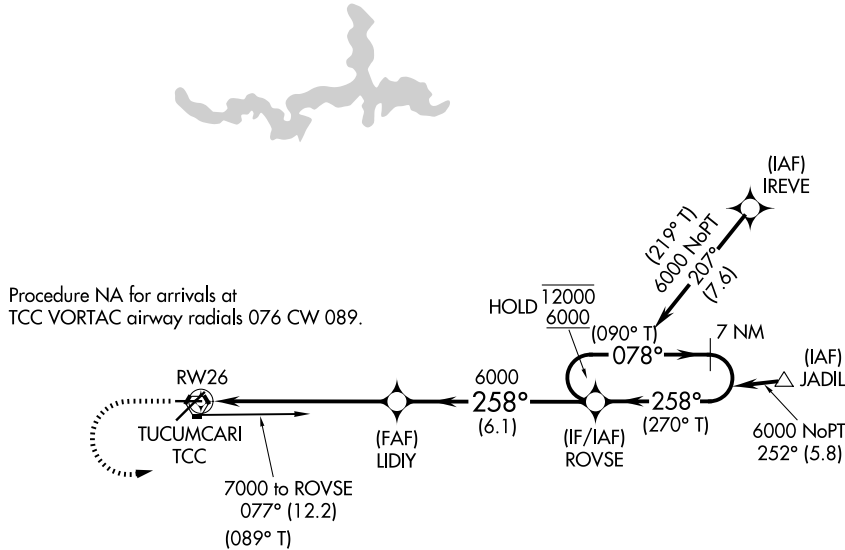 (IAF)
IREVE
(219° T)
6000 NoPT
207°
(7.6)
Procedure NA for arrivals at
TCC VORTAC airway radials 076 CW 089.
HOLD
12000
6000
(090° T)
078°
7 NM
(IAF)
JADIL
RW26
6000
258°
(6.1)
258°
(270° T)
TUCUMCARI
TCC
(FAF)
LIDIY
(IF/IAF)
ROVSE
6000 NoPT
252° (5.8)
7000 to ROVSE
077° (12.2)
(089° T)